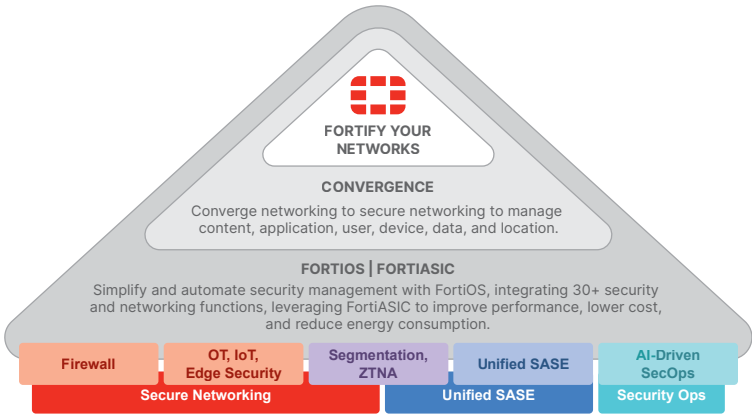 FORTIFY YOUR
NETWORKS
CONVERGENCE
Converge networking to secure networking to manage
content, application, user, device, data, and location.
FORTIOS | FORTIASIC
Simplify and automate security management with FortiOS, integrating 30+ security
and networking functions, leveraging FortiASIC to improve performance, lower cost,
and reduce energy consumption.
Firewall
OT, IoT,
Edge Security
Segmentation,
ZTNA
Unified SASE
AI-Driven
SecOps
Secure Networking
Unified SASE
Security Ops